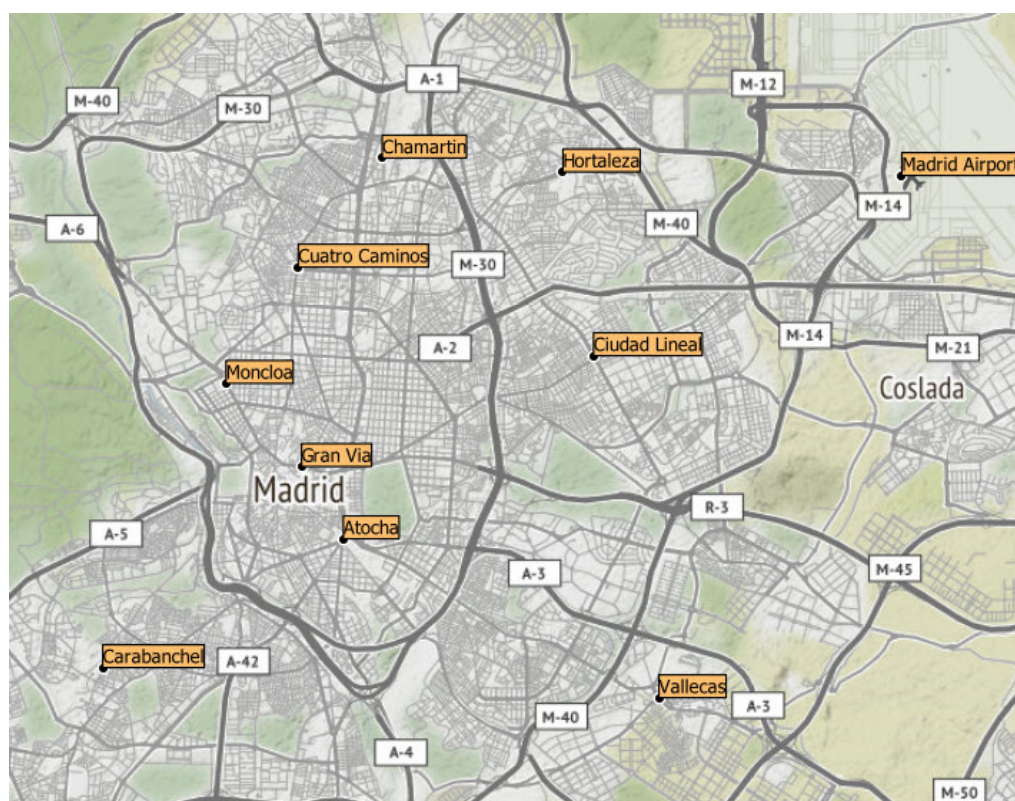 A-1
M-12
M-40
M-30
Chamartin
Hortaleza
Madrid Airport
M-14
M-40
A-6
Cuatro Caminos
M-30
A-2
Ciudad Lineal
M-14
M-21
Moncloa
Coslada
Gran Via
Madrid
R-3
Atocha
A-5
A-3
M-45
Carabanchel
A-42
Vallecas
A-3
M-40
A-4
M-50